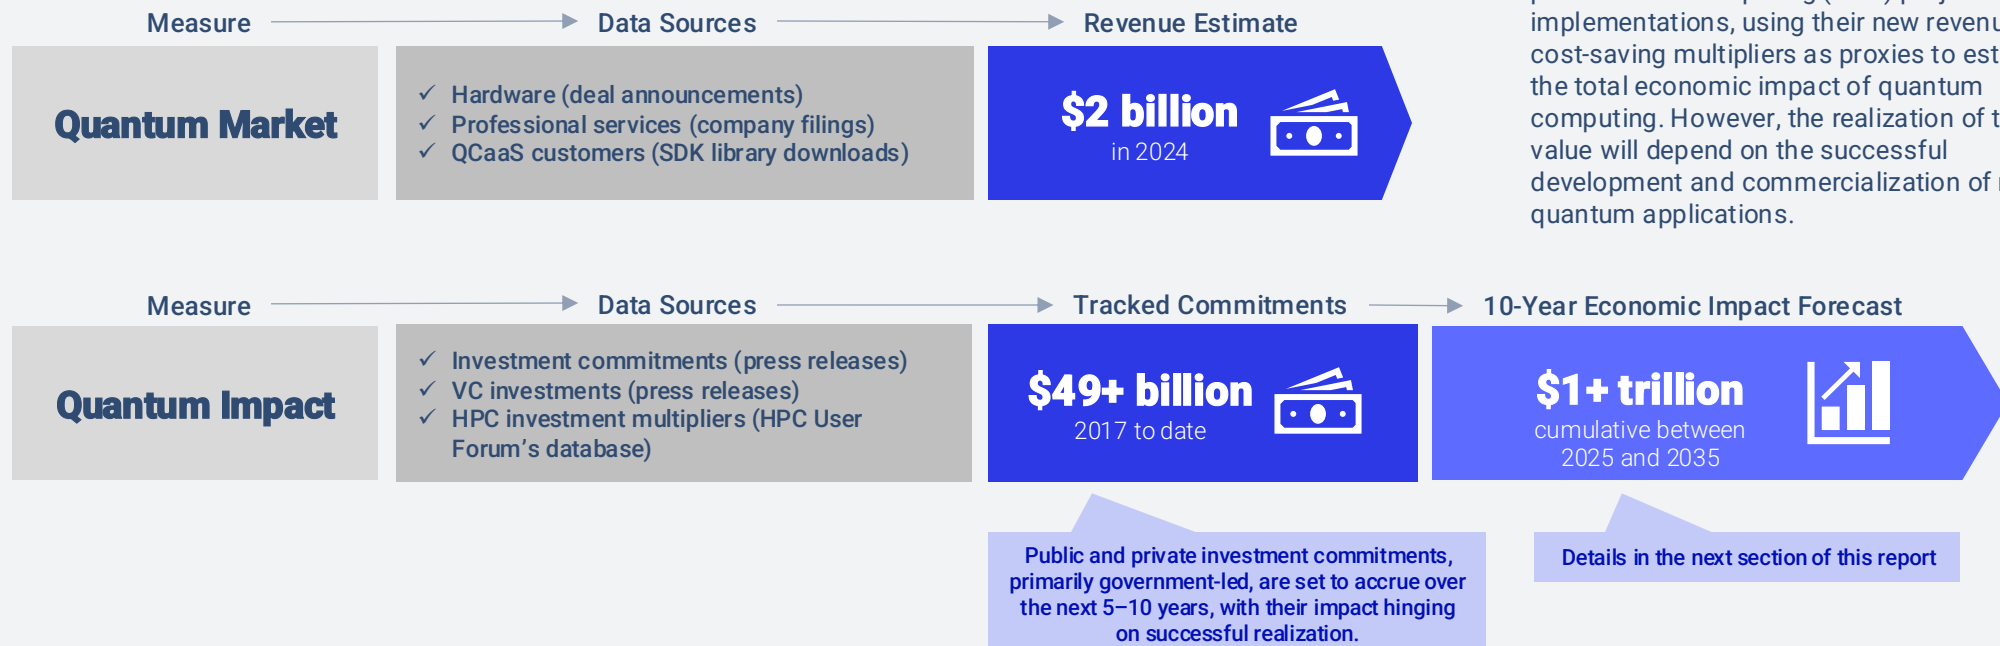 Measure
Data Sources
Revenue Estimate
Quantum Market
✓ Hardware (deal announcements)
✓ Professional services (company filings)
✓ QCaaS customers (SDK library downloads)
$2 billion
in 2024
implementations, using their new
cost-saving multipliers as proxies to
the total economic impact of quantum
computing. However, the realization of
value will depend on the successful
development and commercialization of
quantum applications.
Measure
Data Sources
Tracked Commitments
10-Year Economic Impact Forecast
Quantum Impact
✓ Investment commitments (press releases)
✓ VC investments (press releases)
✓ HPC investment multipliers (HPC User
Forum’s database)
$49+ billion
2017 to date
$1+ trillion
cumulative between
2025 and 2035
Public and private investment commitments,
primarily government-led, are set to accrue over
the next 5–10 years, with their impact hinging
on successful realization.
Details in the next section of this report